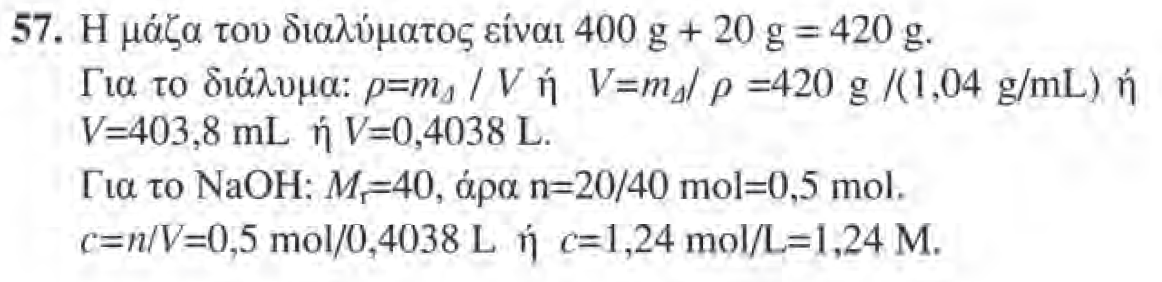 57. Η μάζα του διαλύματος είναι 400 g + 20 g = 420 g.
Για το διάλυμα: ρ=mΔ / V ή V=mΔ/ ρ =420 g /(1,04 g/mL) ή
V=403,8 mL ή V=0,4038 L.
Για το NaOH: Mr=40, άρα n=20/40 mol=0,5 mol.
c=n/V=0,5 mol/0,4038 L ή c=1,24 mol/L=1,24 M.